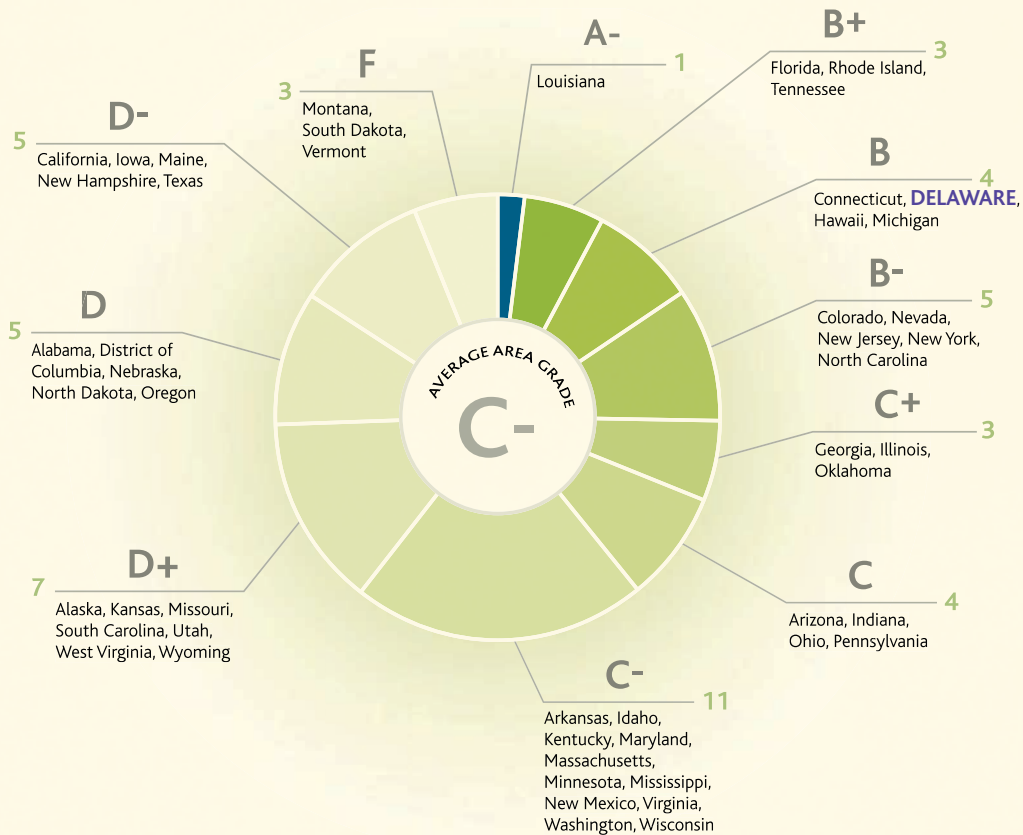 A-
1
Louisiana
B+
3
Florida, Rhode Island,
Tennessee
B
4
Connecticut, DELAWARE,
Hawaii, Michigan
B-
5
Colorado, Nevada,
New Jersey, New York,
North Carolina
C+
3
Georgia, Illinois,
Oklahoma
C
4
Arizona, Indiana,
Ohio, Pennsylvania
C-
11
Arkansas, Idaho,
Kentucky, Maryland,
Massachusetts,
Minnesota, Mississippi,
New Mexico, Virginia,
Washington, Wisconsin
D+
7
Alaska, Kansas, Missouri,
South Carolina, Utah,
West Virginia, Wyoming
D
5
Alabama, District of
Columbia, Nebraska,
North Dakota, Oregon
D-
5
California, Iowa, Maine,
New Hampshire, Texas
F
3
Montana,
South Dakota,
Vermont
AVERAGE AREA GRADE
C-